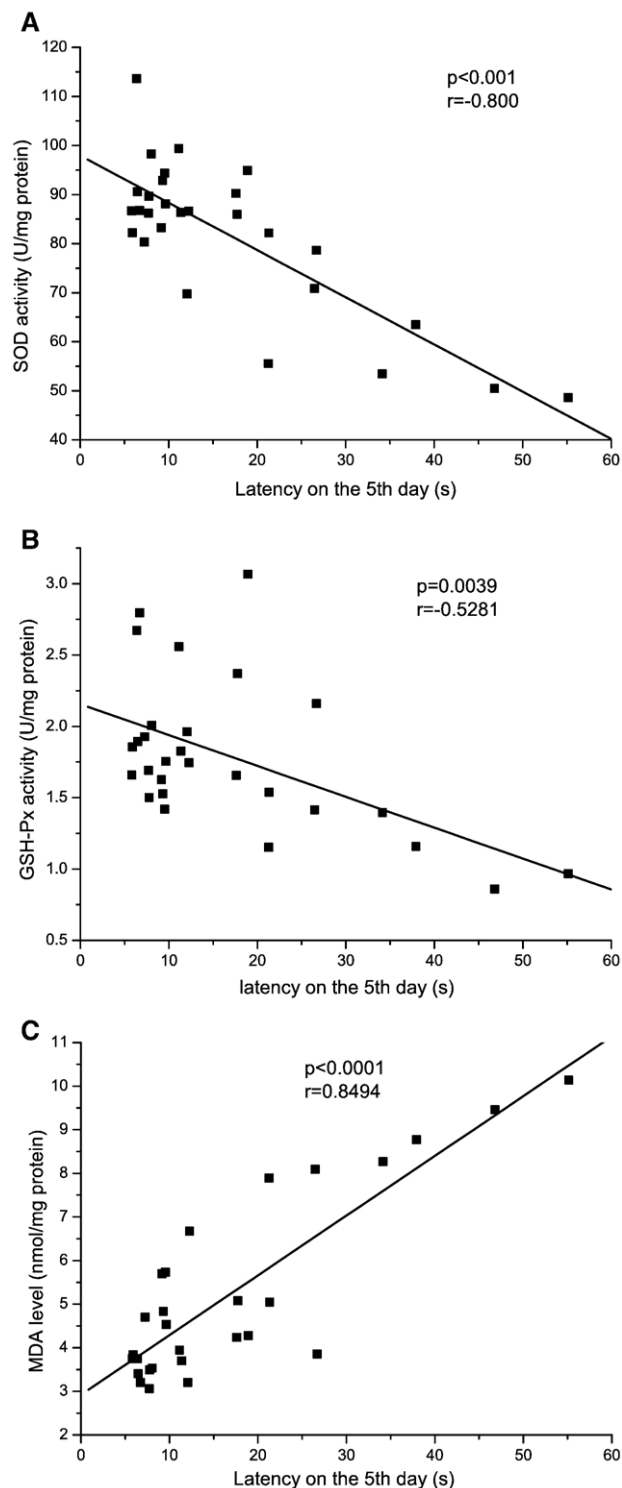 A
120
110
100
90
80
70
60
50
40
SOD activity (U/mg protein)
p<0.001
r=-0.800
0 10 20 30 40 50 60
Latency on the 5th day (s)
B
3.0
2.5
2.0
1.5
1.0
0.5
GSH-Px activity (U/mg protein)
p=0.0039
r=-0.5281
0 10 20 30 40 50 60
latency on the 5th day (s)
C
11
10
9
8
7
6
5
4
3
2
MDA level (nmol/mg protein)
p<0.0001
r=0.8494
0 10 20 30 40 50 60
Latency on the 5th day (s)